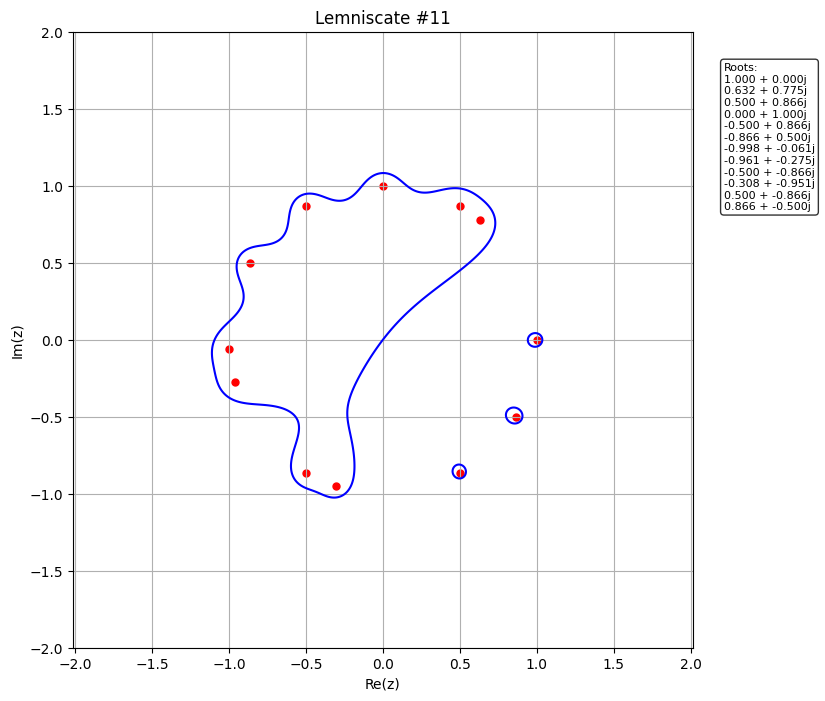 Lemniscate #11
2.0
1.5
1.0
0.5
0.0
−0.5
−1.0
−1.5
−2.0
−2.0 −1.5 −1.0 −0.5 0.0 0.5 1.0 1.5 2.0
Re(z)
Im(z)
Roots:
1.000 + 0.000j
0.632 + 0.775j
0.500 + 0.866j
0.000 + 1.000j
-0.500 + 0.866j
-0.866 + 0.500j
-0.998 + -0.061j
-0.961 + -0.275j
-0.500 + -0.866j
-0.308 + -0.951j
0.500 + -0.866j
0.866 + -0.500j